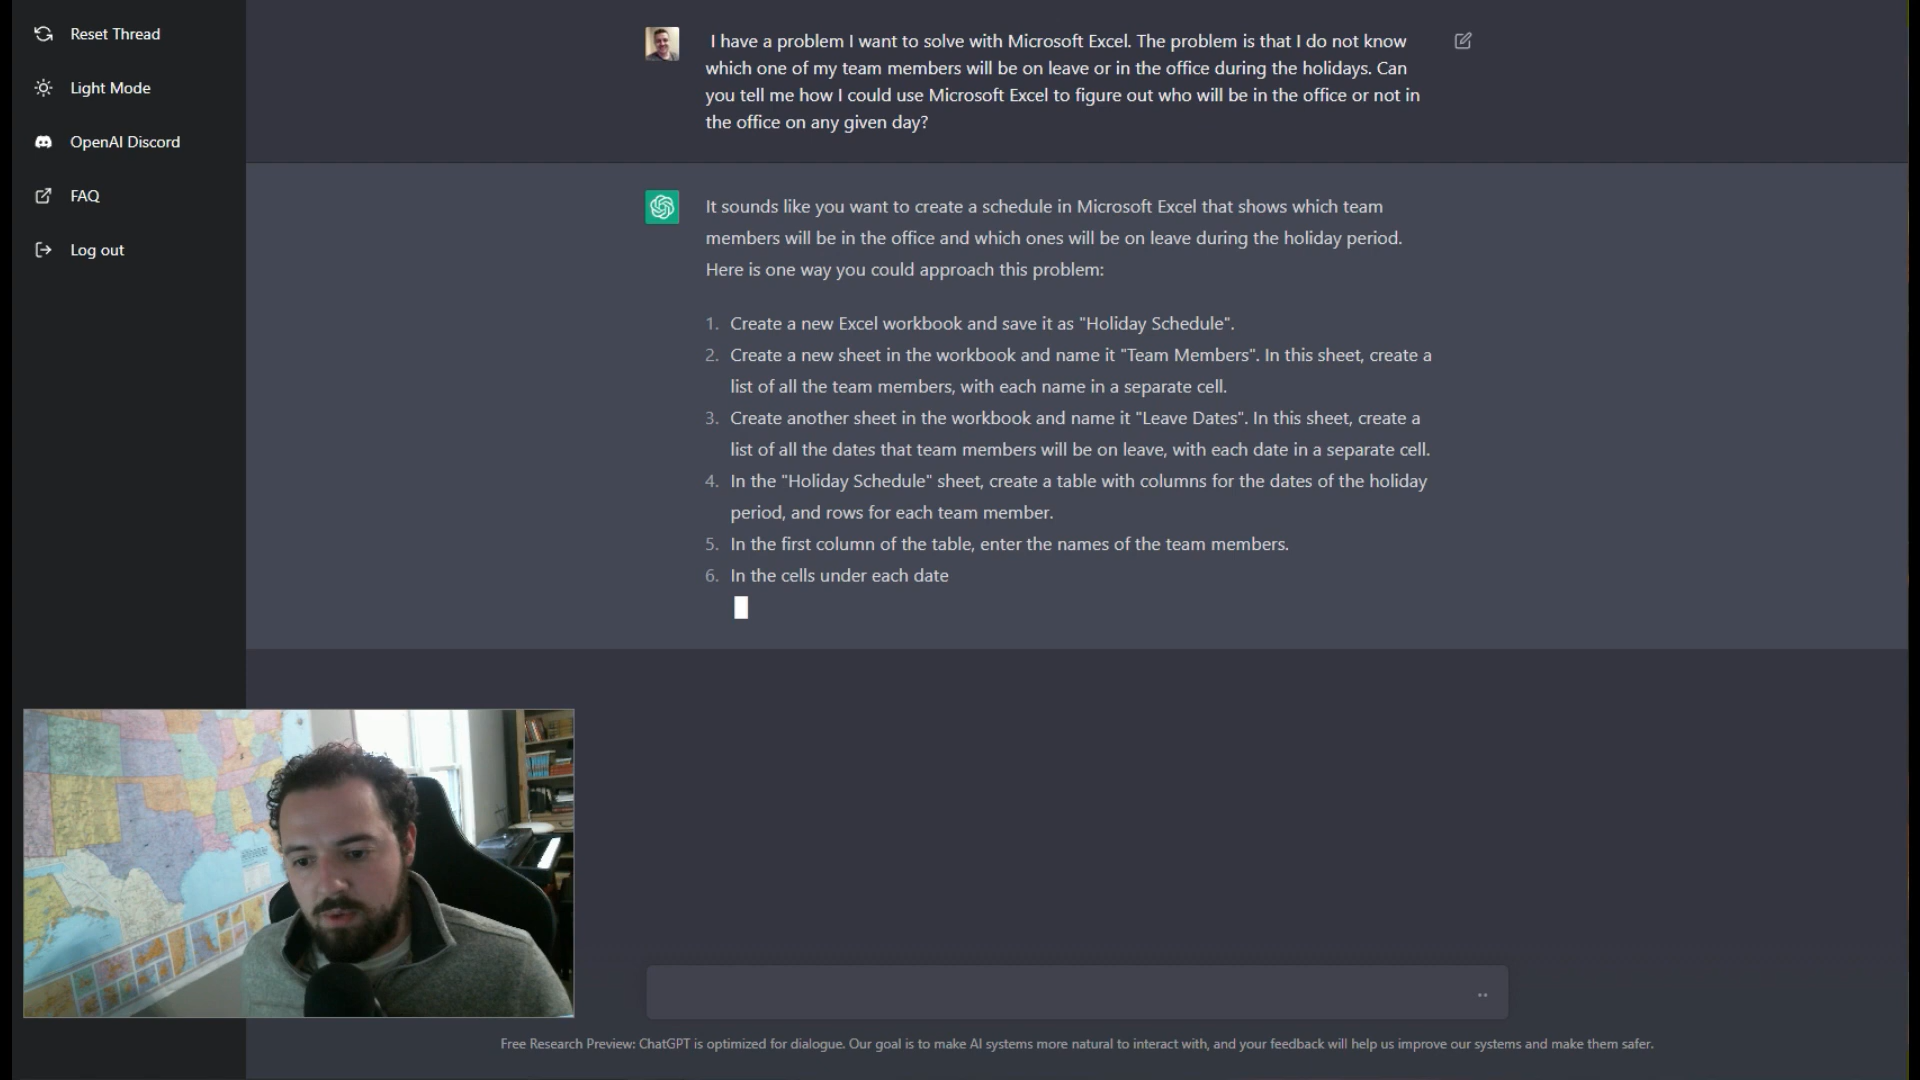 Reset Thread
Light Mode
OpenAI Discord
FAQ
Log out
I have a problem I want to solve with Microsoft Excel. The problem is that I do not know
which one of my team members will be on leave or in the office during the holidays. Can
you tell me how I could use Microsoft Excel to figure out who will be in the office or not in
the office on any given day?
It sounds like you want to create a schedule in Microsoft Excel that shows which team
members will be in the office and which ones will be on leave during the holiday period.
Here is one way you could approach this problem:
1. Create a new Excel workbook and save it as "Holiday Schedule".
2. Create a new sheet in the workbook and name it "Team Members". In this sheet, create a
list of all the team members, with each name in a separate cell.
3. Create another sheet in the workbook and name it "Leave Dates". In this sheet, create a
list of all the dates that team members will be on leave, with each date in a separate cell.
4. In the "Holiday Schedule" sheet, create a table with columns for the dates of the holiday
period, and rows for each team member.
5. In the first column of the table, enter the names of the team members.
6. In the cells under each date
Free Research Preview: ChatGPT is optimized for dialogue. Our goal is to make AI systems more natural to interact with, and your feedback will help us improve our systems and make them safer.